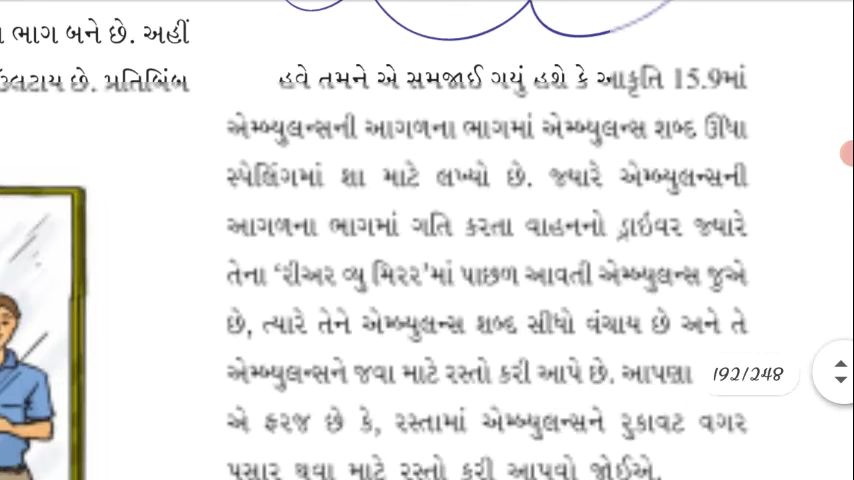 ભાગ બને છે. અહીં
ઉલટાય છે. પ્રતિબિંબ
હવે તમને એ સમજાઈ ગયું હશે કે આકૃતિ 15.9માં
એમ્બ્યુલન્સની આગળના ભાગમાં એમ્બ્યુલન્સ શબ્દ ઊંધા
સ્પેલિંગમાં શા માટે લખ્યો છે. જ્યારે એમ્બ્યુલન્સની
આગળના ભાગમાં ગતિ કરતા વાહનનો ડ્રાઇવર જ્યારે
તેના ‘રીઅર વ્યુ મિરર’માં પાછળ આવતી એમ્બ્યુલન્સ જુએ
છે, ત્યારે તેને એમ્બ્યુલન્સ શબ્દ સીધો વંચાય છે અને તે
એમ્બ્યુલન્સને જવા માટે રસ્તો કરી આપે છે. આપણા
192/248
એ ફરજ છે કે, રસ્તામાં એમ્બ્યુલન્સને રુકાવટ વગર
પસાર થવા માટે રસ્તો કરી આપવો જોઈએ.